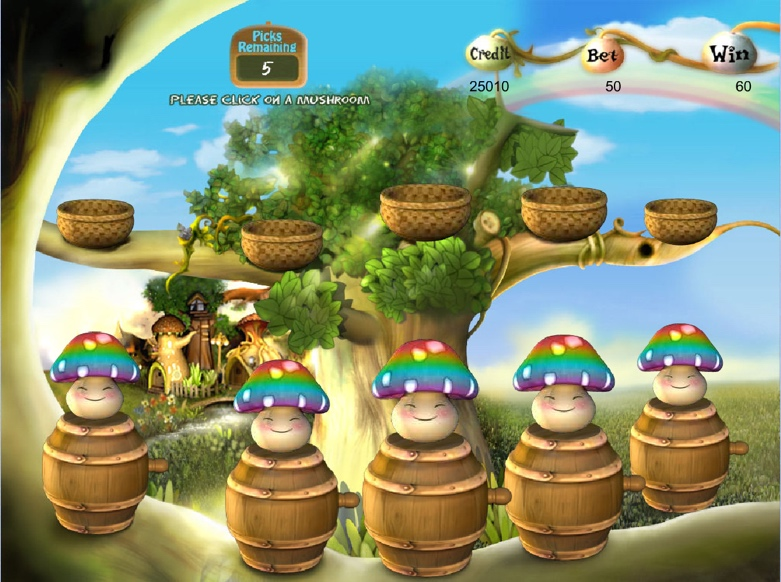 Picks
Remaining
5
PLEASE CLICK ON A MUSHROOM
Credit
Bet
Win
25010
50
60